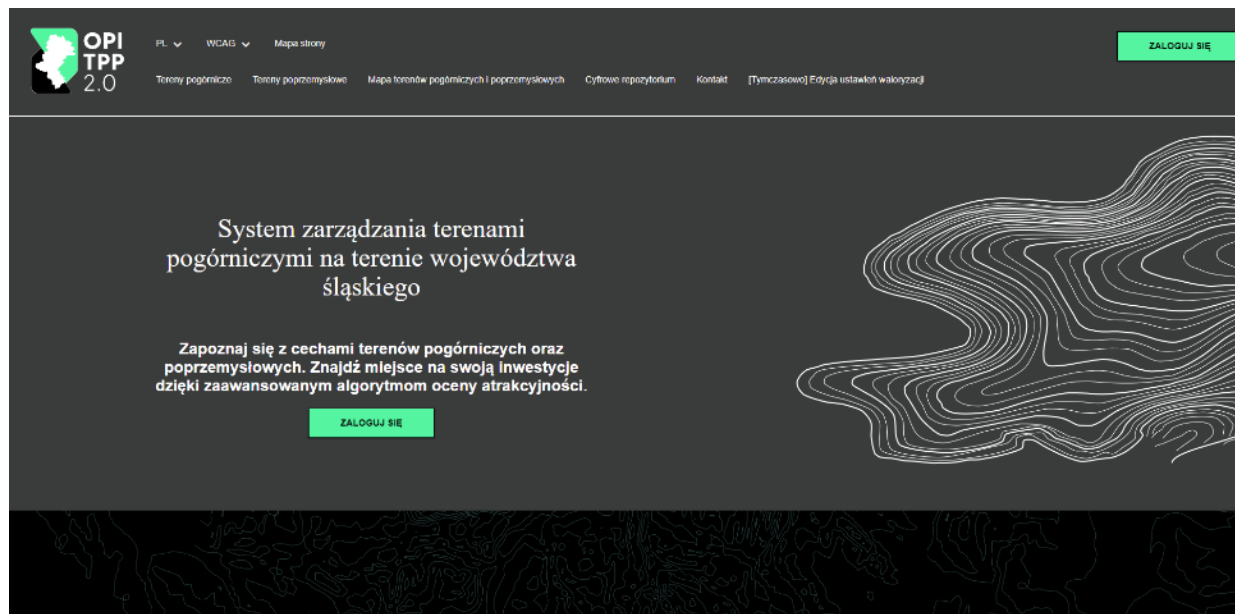 OPI
TPP
2.0
PL
WCAG
Mapa strony
ZALOGUJ SIĘ
Tereny pogórnicze
Tereny poprzemysłowe
Mapa terenów pogórniczych i poprzemysłowych
Cyfrowe repozytorium
Kontakt
[Tymczasowo] Edycja ustawień waloryzacji
System zarządzania terenami
pogórniczymi na terenie województwa
śląskiego
Zapoznaj się z cechami terenów pogórniczych oraz
poprzemysłowych. Znajdź miejsce na swoją inwestycje
dzięki zaawansowanym algorytmom oceny atrakcyjności.
ZALOGUJ SIĘ